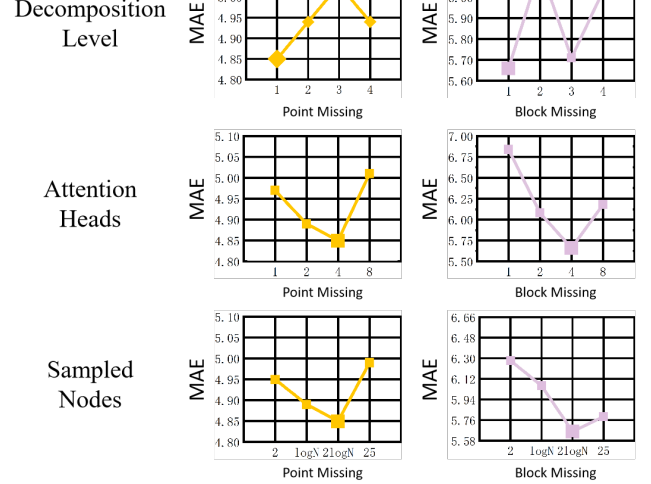 Decomposition
Level
MAE
4.95
4.90
4.85
4.80
1 2 3 4
Point Missing
MAE
5.90
5.80
5.70
5.60
1 2 3 4
Block Missing
Attention
Heads
MAE
5.10
5.05
5.00
4.95
4.90
4.85
4.80
1 2 4 8
Point Missing
MAE
7.00
6.75
6.50
6.25
6.00
5.75
5.50
1 2 4 8
Block Missing
Sampled
Nodes
MAE
5.10
5.05
5.00
4.95
4.90
4.85
4.80
2 logN 2logN 25
Point Missing
MAE
6.66
6.48
6.30
6.12
5.94
5.76
5.58
2 logN 2logN 25
Block Missing